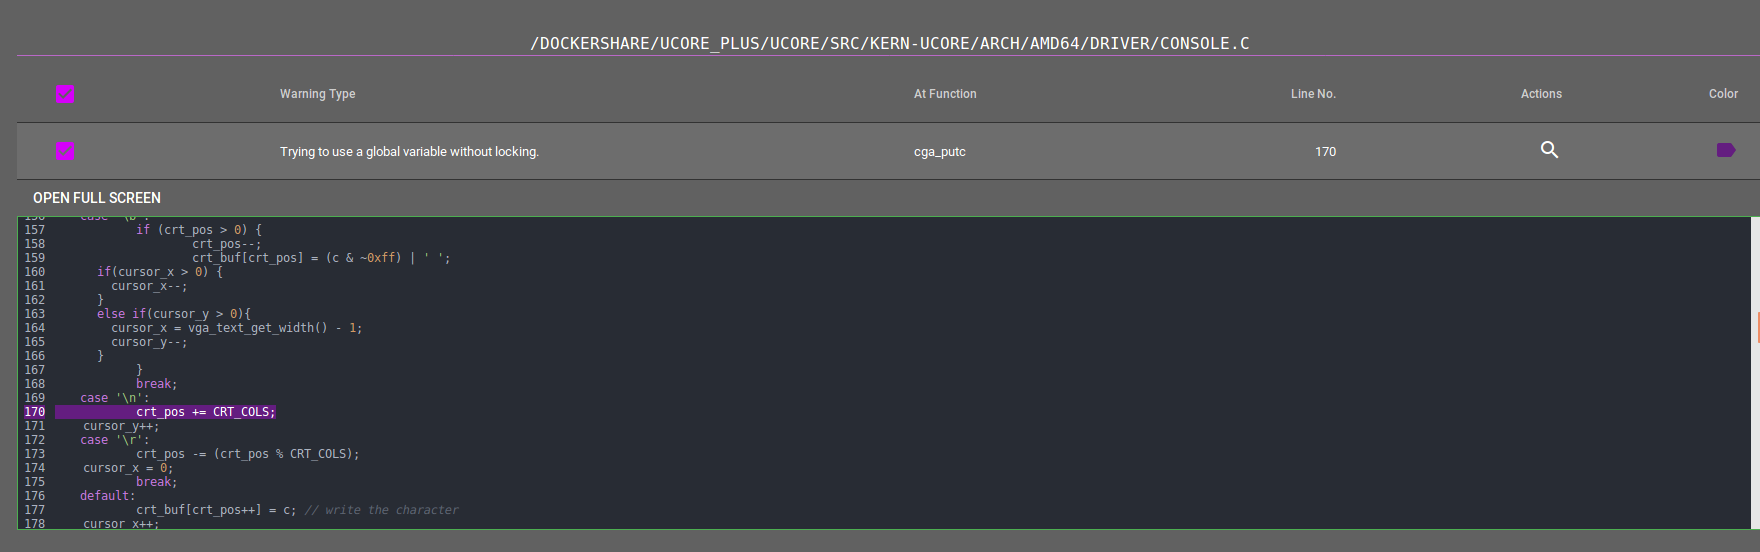 /DOCKERSHARE/UCORE_PLUS/UCORE/SRC/KERN-UCORE/ARCH/AMD64/DRIVER/CONSOLE.C
Warning Type At Function Line No. Actions Color
Trying to use a global variable without locking. cga_putc 170
OPEN FULL SCREEN
156 case '\b':
157 if (crt_pos > 0) {
158 crt_pos--;
159 crt_buf[crt_pos] = (c & ~0xff) | ' ';
160 if(cursor_x > 0) {
161 cursor_x--;
162 }
163 else if(cursor_y > 0){
164 cursor_x = vga_text_get_width() - 1;
165 cursor_y--;
166 }
167 }
168 break;
169 case '\n':
170 crt_pos += CRT_COLS;
171 cursor_y++;
172 case '\r':
173 crt_pos -= (crt_pos % CRT_COLS);
174 cursor_x = 0;
175 break;
176 default:
177 crt_buf[crt_pos++] = c; // write the character
178 cursor_x++;